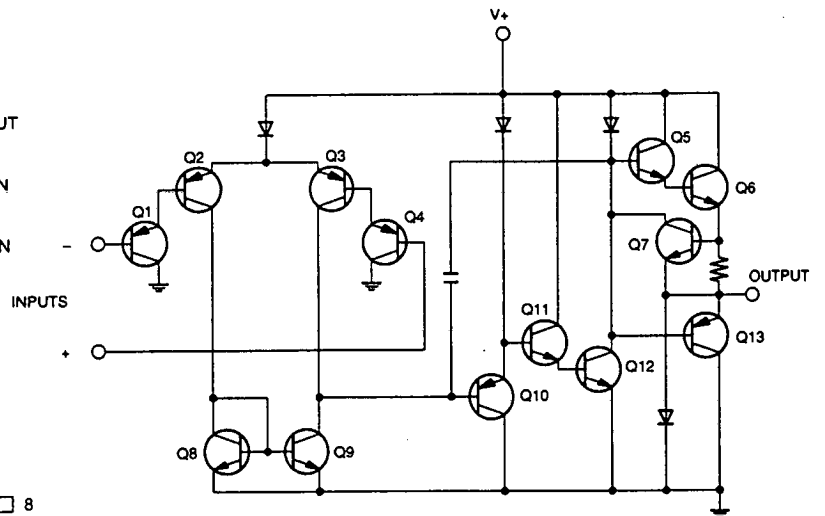 V+
UT
Q5
Q2
Q3
N
Q6
Q1
Q4
N
−
Q7
OUTPUT
INPUTS
Q11
+
Q13
Q12
Q10
Q8
Q9
8